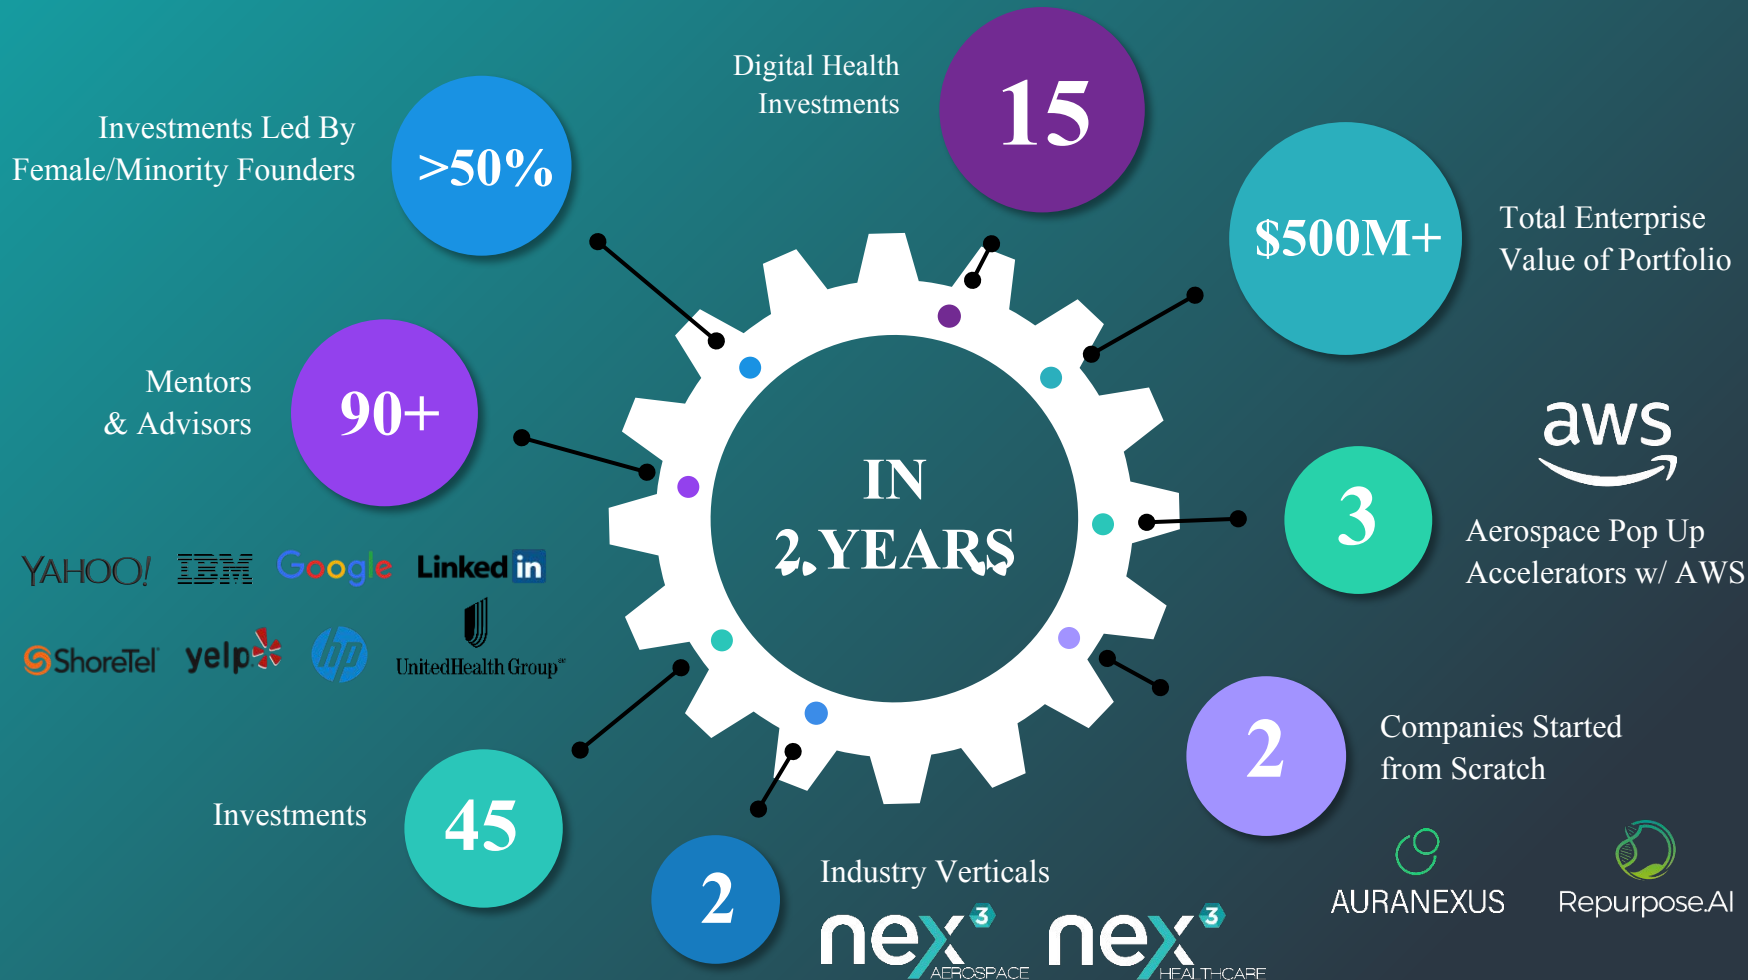 Digital Health
Investments
15
Investments Led By
Female/Minority Founders
>50%
$500M+
Total Enterprise
Value of Portfolio
Mentors
& Advisors
90+
IN
2 YEARS
aws
3
Aerospace Pop Up
Accelerators w/ AWS
YAHOO!
IBM
Google
Linked in
ShoreTel
yelp
hp
UnitedHealth Group
2
Companies Started
from Scratch
Investments
45
2
Industry Verticals
nex3
AEROSPACE
nex3
HEALTHCARE
AURANEXUS
Repurpose.AI